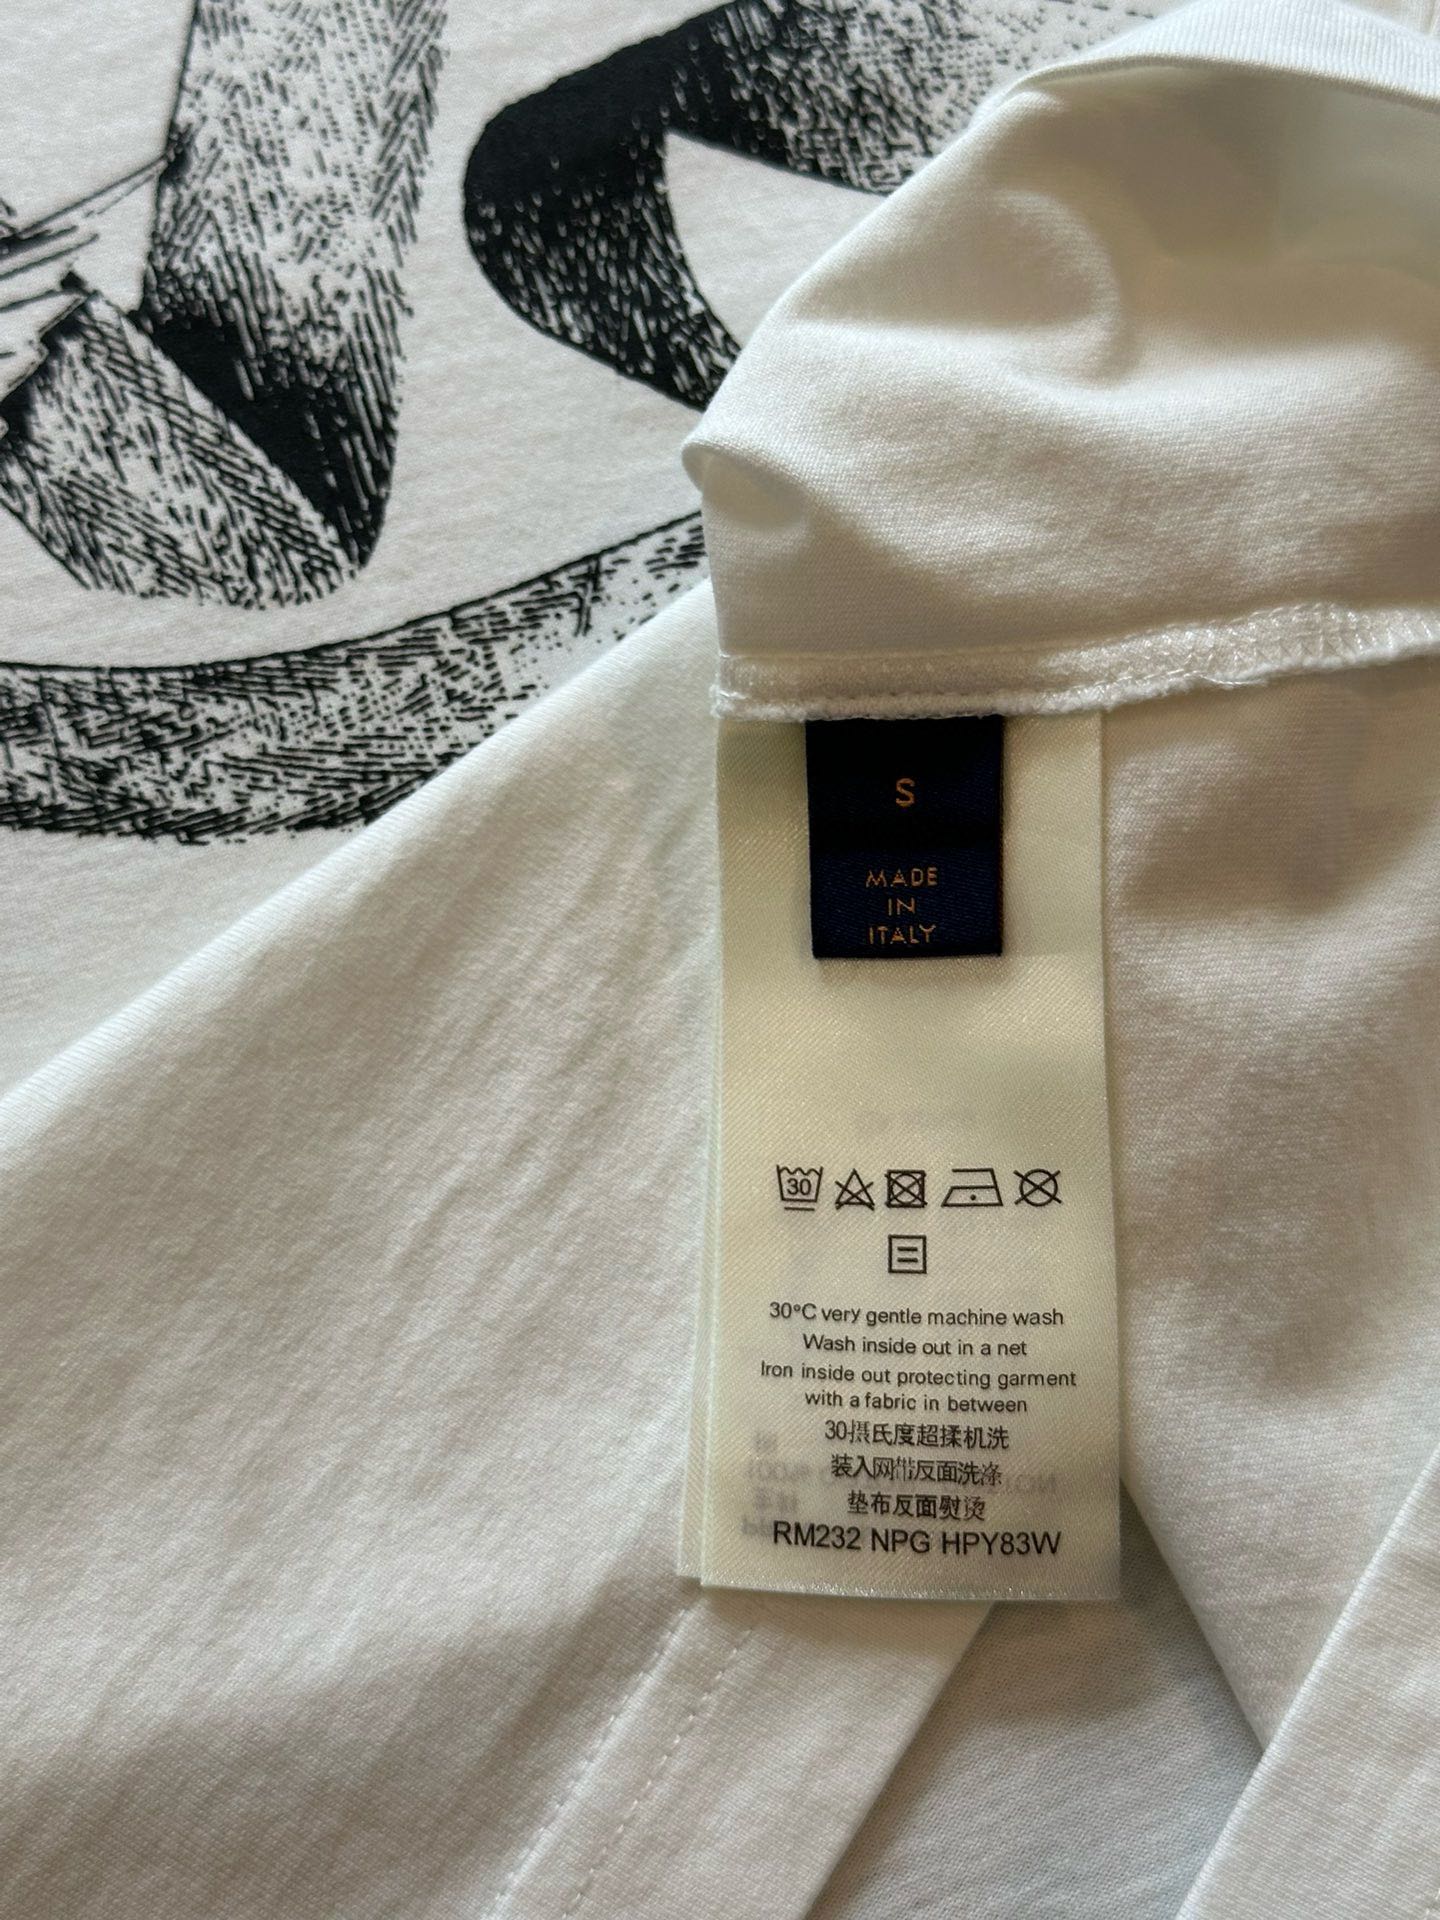 S
MADE
IN
ITALY
30
30°C very gentle machine wash
Wash inside out in a net
Iron inside out protecting garment
with a fabric in between
30摄氏度超揉机洗
装入网带反面洗涤
垫布反面熨烫
RM232 NPG HPY83W